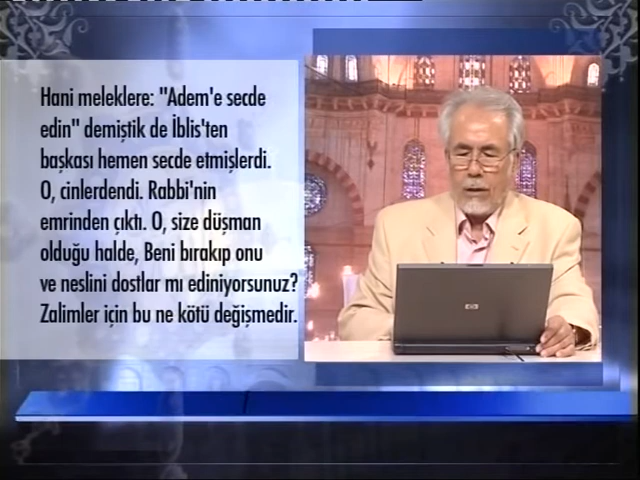 Hani meleklere: "Adem'e secde
edin" demiştik de İblis'ten
başkası hemen secde etmişlerdi.
O, cinlerdendi. Rabbi'nin
emrinden çıktı. O, size düşman
olduğu halde, Beni bırakıp onu
ve neslini dostlar mı ediniyorsunuz?
Zalimler için bu ne kötü değişmedir.
hp